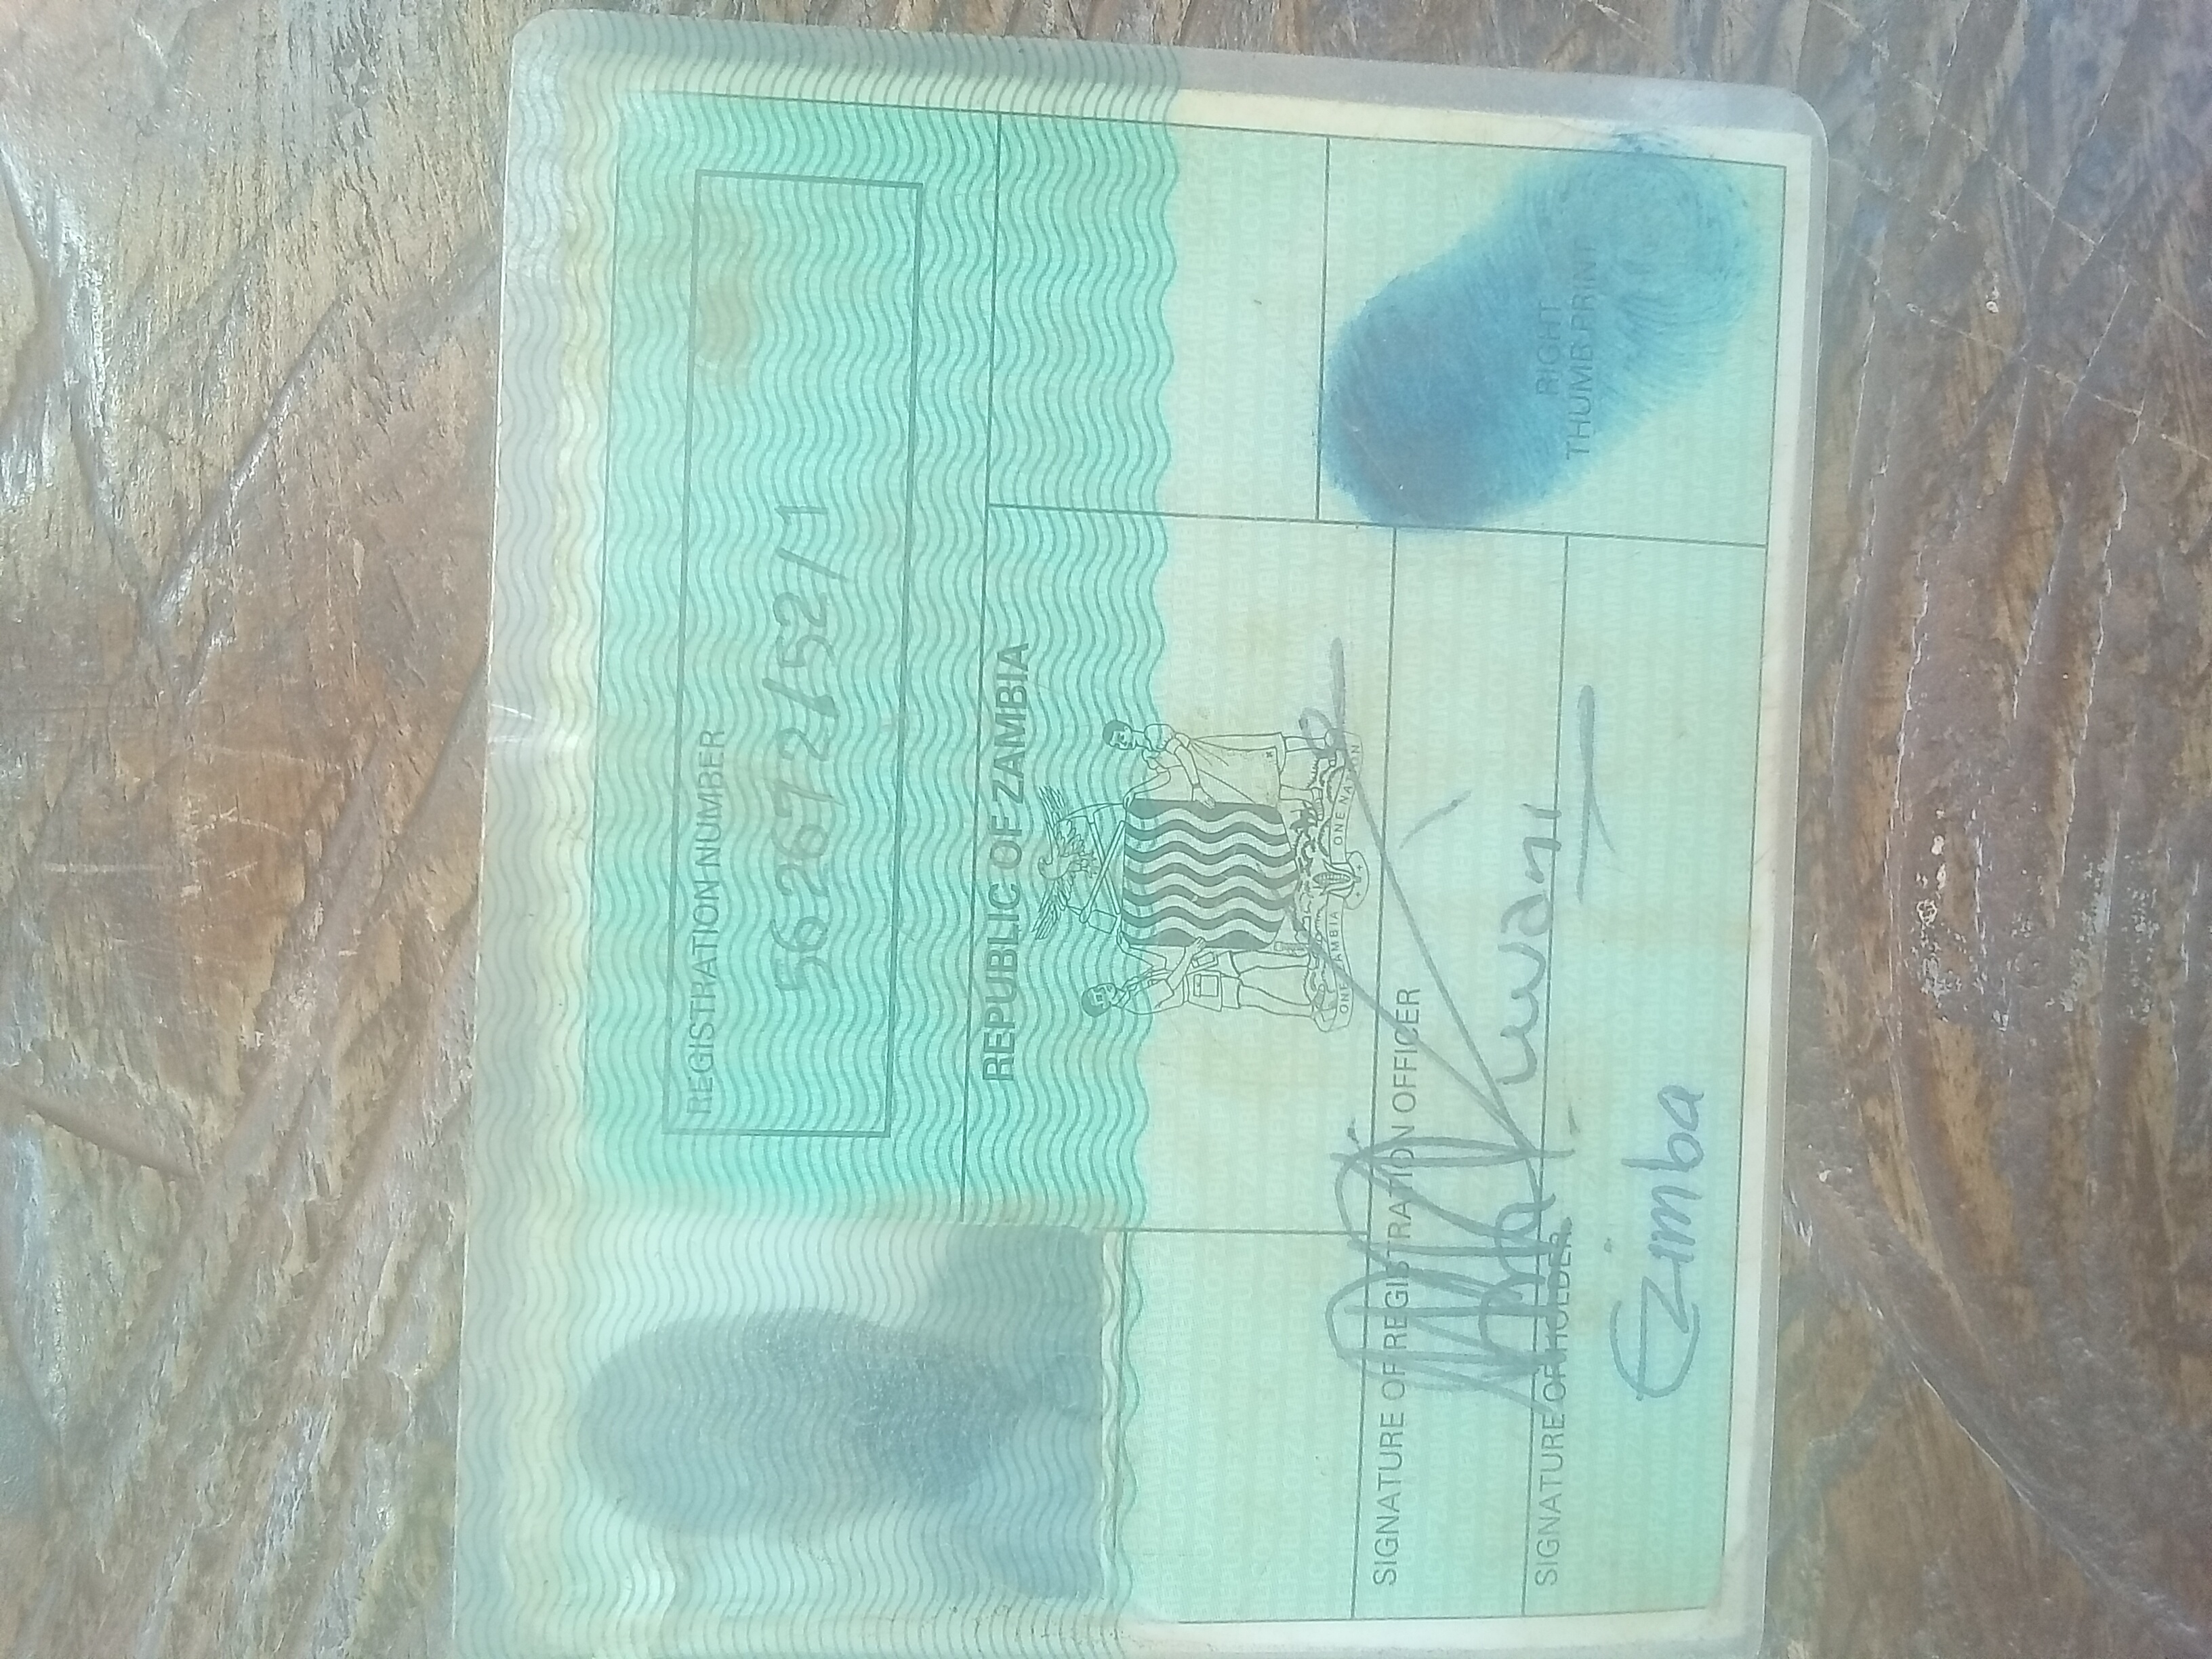 REGISTRATION NUMBER
562672/52/1
REPUBLIC OF ZAMBIA
ONE ZAMBIA ONE NATION
SIGNATURE OF REGISTRATION OFFICER
SIGNATURE OF HOLDER
Ezimba
RIGHT
THUMB PRINT